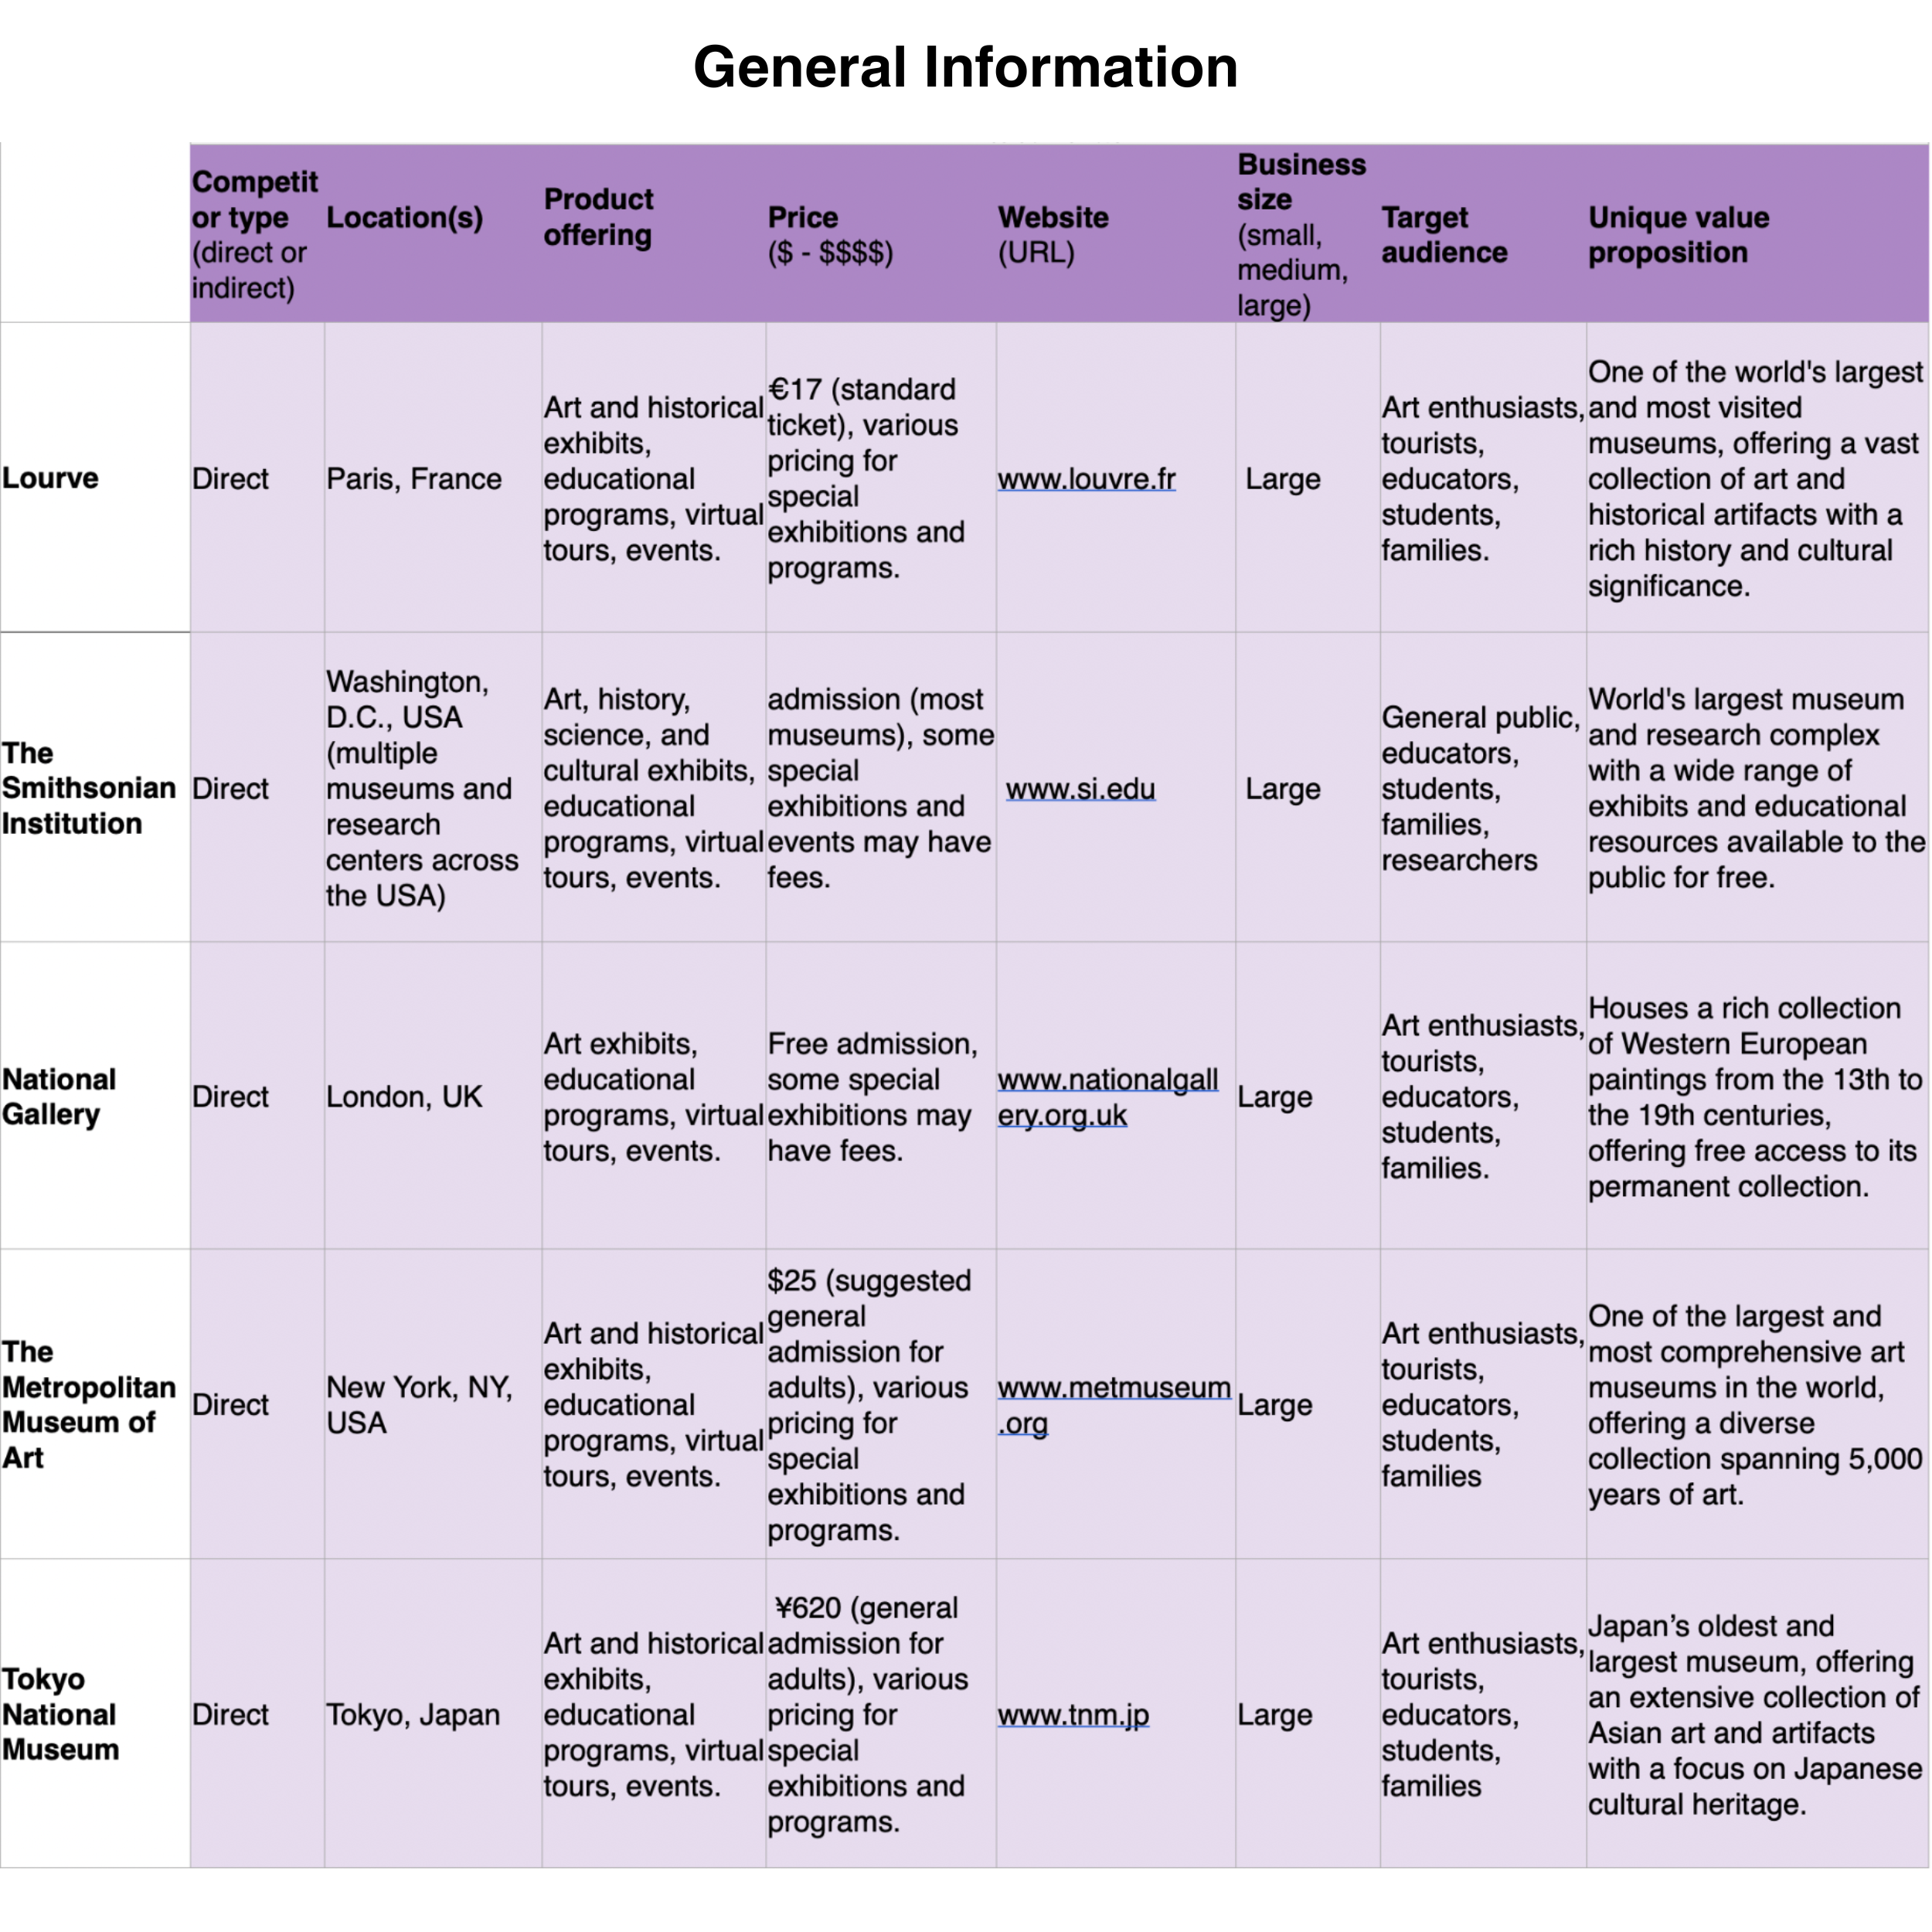 General Information
Competit
or type
(direct or
indirect)
Location(s)
Product
offering
Price
($ - $$$$)
Website
(URL)
Business
size
(small,
medium,
large)
Target
audience
Unique value
proposition
Lourve
Direct
Paris, France
Art and historical
exhibits,
educational
programs, virtual
tours, events.
€17 (standard
ticket), various
pricing for
special
exhibitions and
programs.
www.louvre.fr
Large
Art enthusiasts,
tourists,
educators,
students,
families.
One of the world's largest
and most visited
museums, offering a vast
collection of art and
historical artifacts with a
rich history and cultural
significance.
The
Smithsonian
Institution
Direct
Washington,
D.C., USA
(multiple
museums and
research
centers across
the USA)
Art, history,
science, and
cultural exhibits,
educational
programs, virtual
tours, events.
admission (most
museums), some
special
exhibitions and
events may have
fees.
www.si.edu
Large
General public,
educators,
students,
families,
researchers
World's largest museum
and research complex
with a wide range of
exhibits and educational
resources available to the
public for free.
National
Gallery
Direct
London, UK
Art exhibits,
educational
programs, virtual
tours, events.
Free admission,
some special
exhibitions may
have fees.
www.nationalgall
ery.org.uk
Large
Art enthusiasts,
tourists,
educators,
students,
families.
Houses a rich collection
of Western European
paintings from the 13th to
the 19th centuries,
offering free access to its
permanent collection.
The
Metropolitan
Museum of
Art
Direct
New York, NY,
USA
Art and historical
exhibits,
educational
programs, virtual
tours, events.
$25 (suggested
general
admission for
adults), various
pricing for
special
exhibitions and
programs.
www.metmuseum
.org
Large
Art enthusiasts,
tourists,
educators,
students,
families
One of the largest and
most comprehensive art
museums in the world,
offering a diverse
collection spanning 5,000
years of art.
Tokyo
National
Museum
Direct
Tokyo, Japan
Art and historical
exhibits,
educational
programs, virtual
tours, events.
¥620 (general
admission for
adults), various
pricing for
special
exhibitions and
programs.
www.tnm.jp
Large
Art enthusiasts,
tourists,
educators,
students,
families
Japan’s oldest and
largest museum, offering
an extensive collection of
Asian art and artifacts
with a focus on Japanese
cultural heritage.